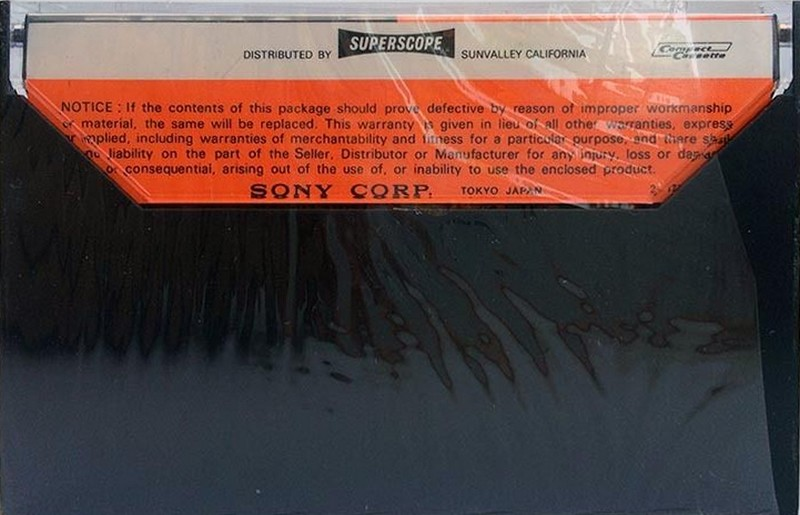 DISTRIBUTED BY SUPERSCOPE SUNVALLEY CALIFORNIA
Compact Cassette
NOTICE : If the contents of this package should prove defective by reason of improper workmanship
or material, the same will be replaced. This warranty is given in lieu of all other warranties, express
or implied, including warranties of merchantability and fitness for a particular purpose, and there shall
liability on the part of the Seller, Distributor or Manufacturer for any injury, loss or damage
or consequential, arising out of the use of, or inability to use the enclosed product.
SONY CORP. TOKYO JAPAN